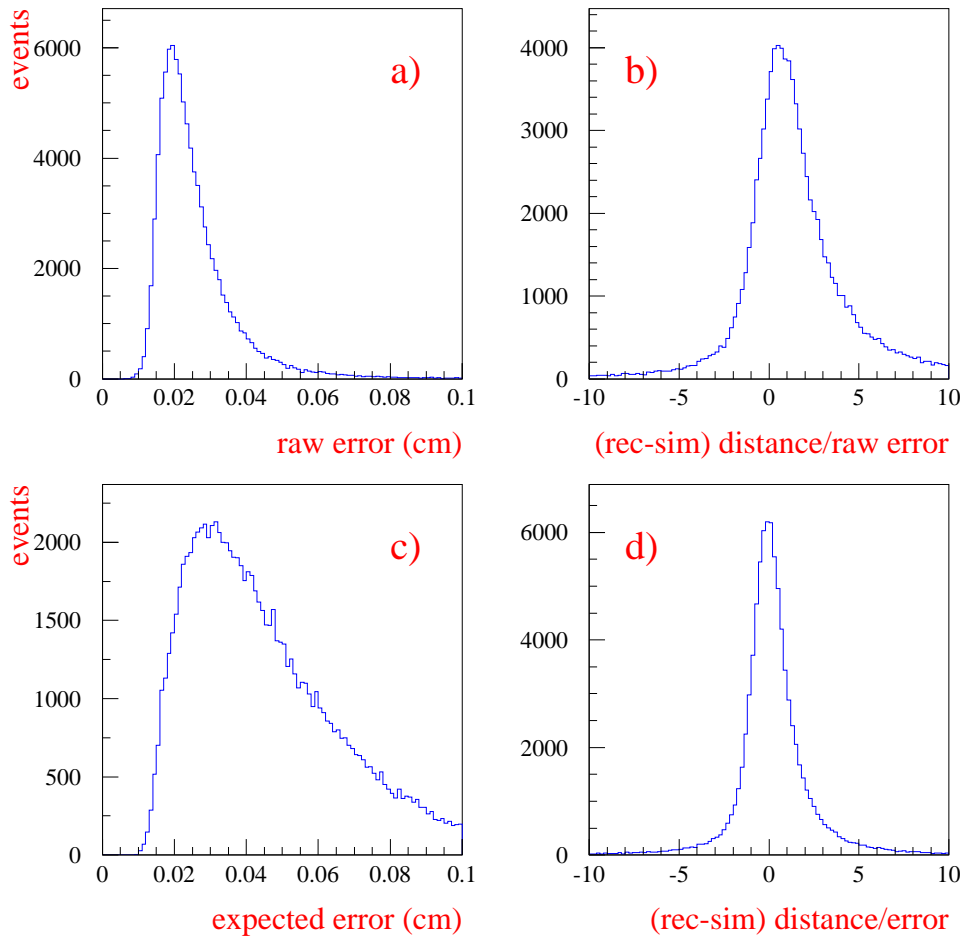 events
a)
6000
4000
2000
0
0 0.02 0.04 0.06 0.08 0.1
raw error (cm)
b)
4000
3000
2000
1000
0
-10 -5 0 5 10
(rec-sim) distance/raw error
events
c)
2000
1500
1000
500
0
0 0.02 0.04 0.06 0.08 0.1
expected error (cm)
d)
6000
4000
2000
0
-10 -5 0 5 10
(rec-sim) distance/error